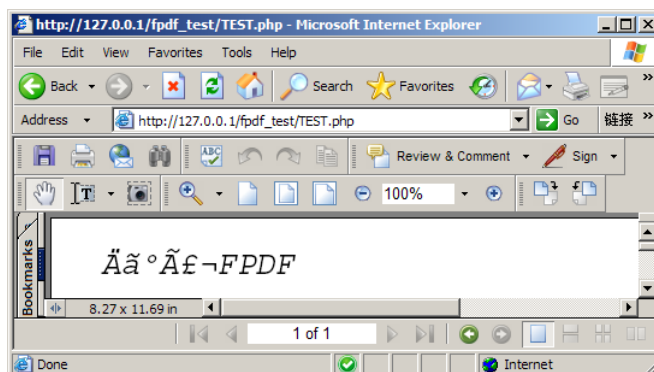 http://127.0.0.1/fpdf_test/TEST.php - Microsoft Internet Explorer
File Edit View Favorites Tools Help
Back Search Favorites »
Address http://127.0.0.1/fpdf_test/TEST.php Go 链接 »
Review & Comment Sign
100%
Bookmarks
Äã°Ã£¬FPDF
8.27 x 11.69 in
1 of 1
Done Internet